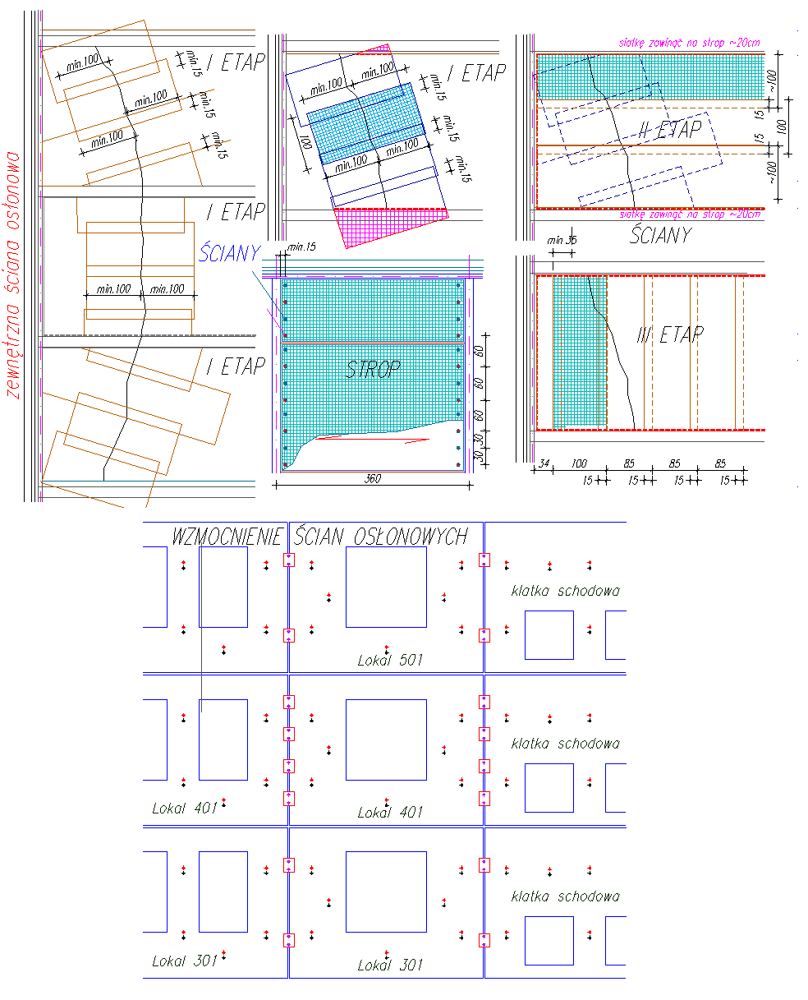 zewnętrzna ściana osłonowa
min.100
min.15
I ETAP
min.100
min.15
min.100
min.15
I ETAP
min.100
min.100
I ETAP
I ETAP
min.100
min.100
min.15
100
min.15
min.100
min.100
min.15
siatkę zawinąć na strop ~20cm
~100
15
II ETAP
100
15
~100
siatkę zawinąć na strop ~20cm
ŚCIANY
ŚCIANY
min.15
STROP
60
60
60
30
30
360
min.35
III ETAP
34
100
85
85
85
15
15
15
15
WZMOCNIENIE ŚCIAN OSŁONOWYCH
klatka schodowa
Lokal 501
klatka schodowa
Lokal 401
Lokal 401
klatka schodowa
Lokal 301
Lokal 301